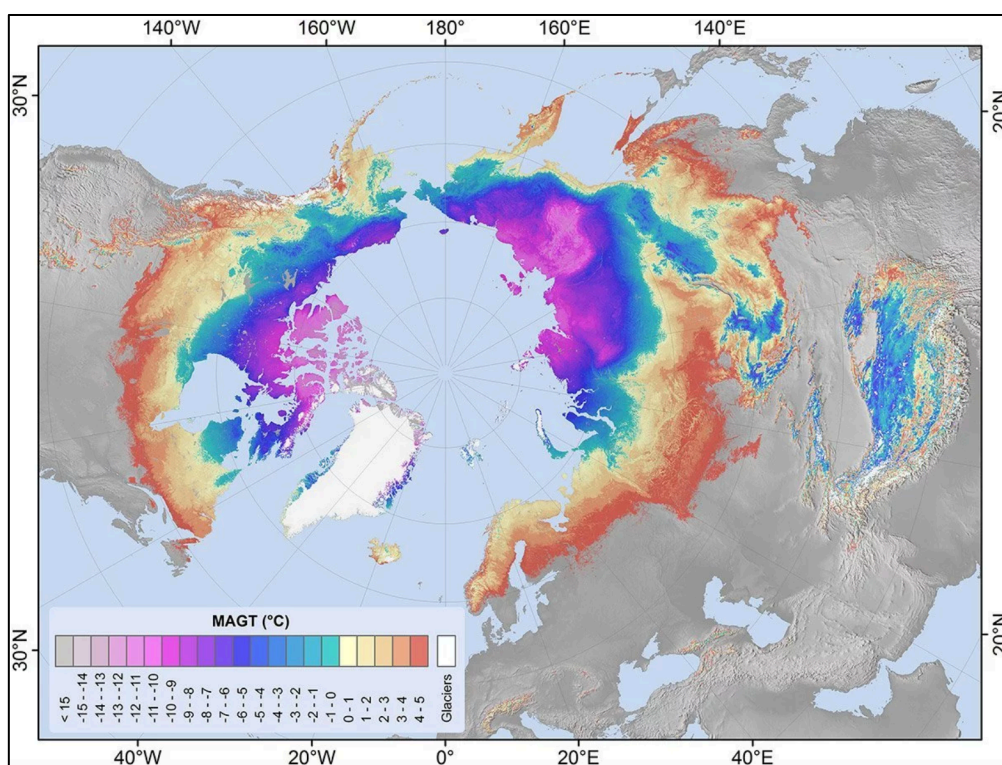 140°W 160°W 180° 160°E 140°E
30°N
20°N
MAGT (°C)
< 15
-15 - -14
-14 - -13
-13 - -12
-12 - -11
-11 - -10
-10 - -9
-9 - -8
-8 - -7
-7 - -6
-6 - -5
-5 - -4
-4 - -3
-3 - -2
-2 - -1
-1 - 0
0 - 1
1 - 2
2 - 3
3 - 4
4 - 5
Glaciers
30°N
20°N
40°W 20°W 0° 20°E 40°E